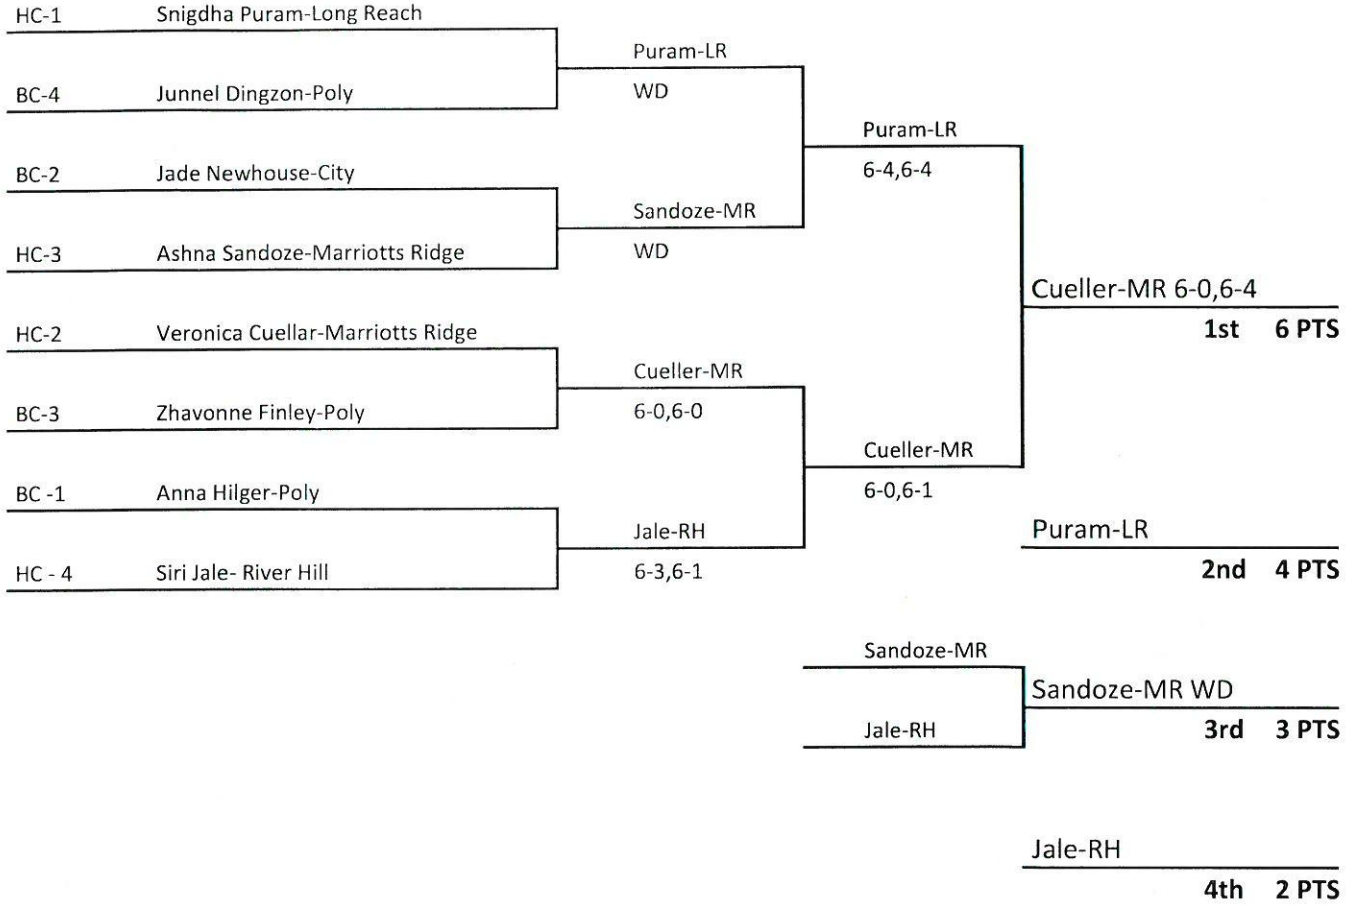 HC-1 Snigdha Puram-Long Reach
Puram-LR
BC-4 Junnel Dingzon-Poly
WD
Puram-LR
BC-2 Jade Newhouse-City
6-4,6-4
Sandoze-MR
HC-3 Ashna Sandoze-Marriotts Ridge
WD
Cueller-MR 6-0,6-4
HC-2 Veronica Cuellar-Marriotts Ridge
1st 6 PTS
Cueller-MR
BC-3 Zhavonne Finley-Poly
6-0,6-0
Cueller-MR
BC -1 Anna Hilger-Poly
6-0,6-1
Jale-RH
Puram-LR
HC - 4 Siri Jale- River Hill
6-3,6-1
2nd 4 PTS
Sandoze-MR
Sandoze-MR WD
Jale-RH
3rd 3 PTS
Jale-RH
4th 2 PTS